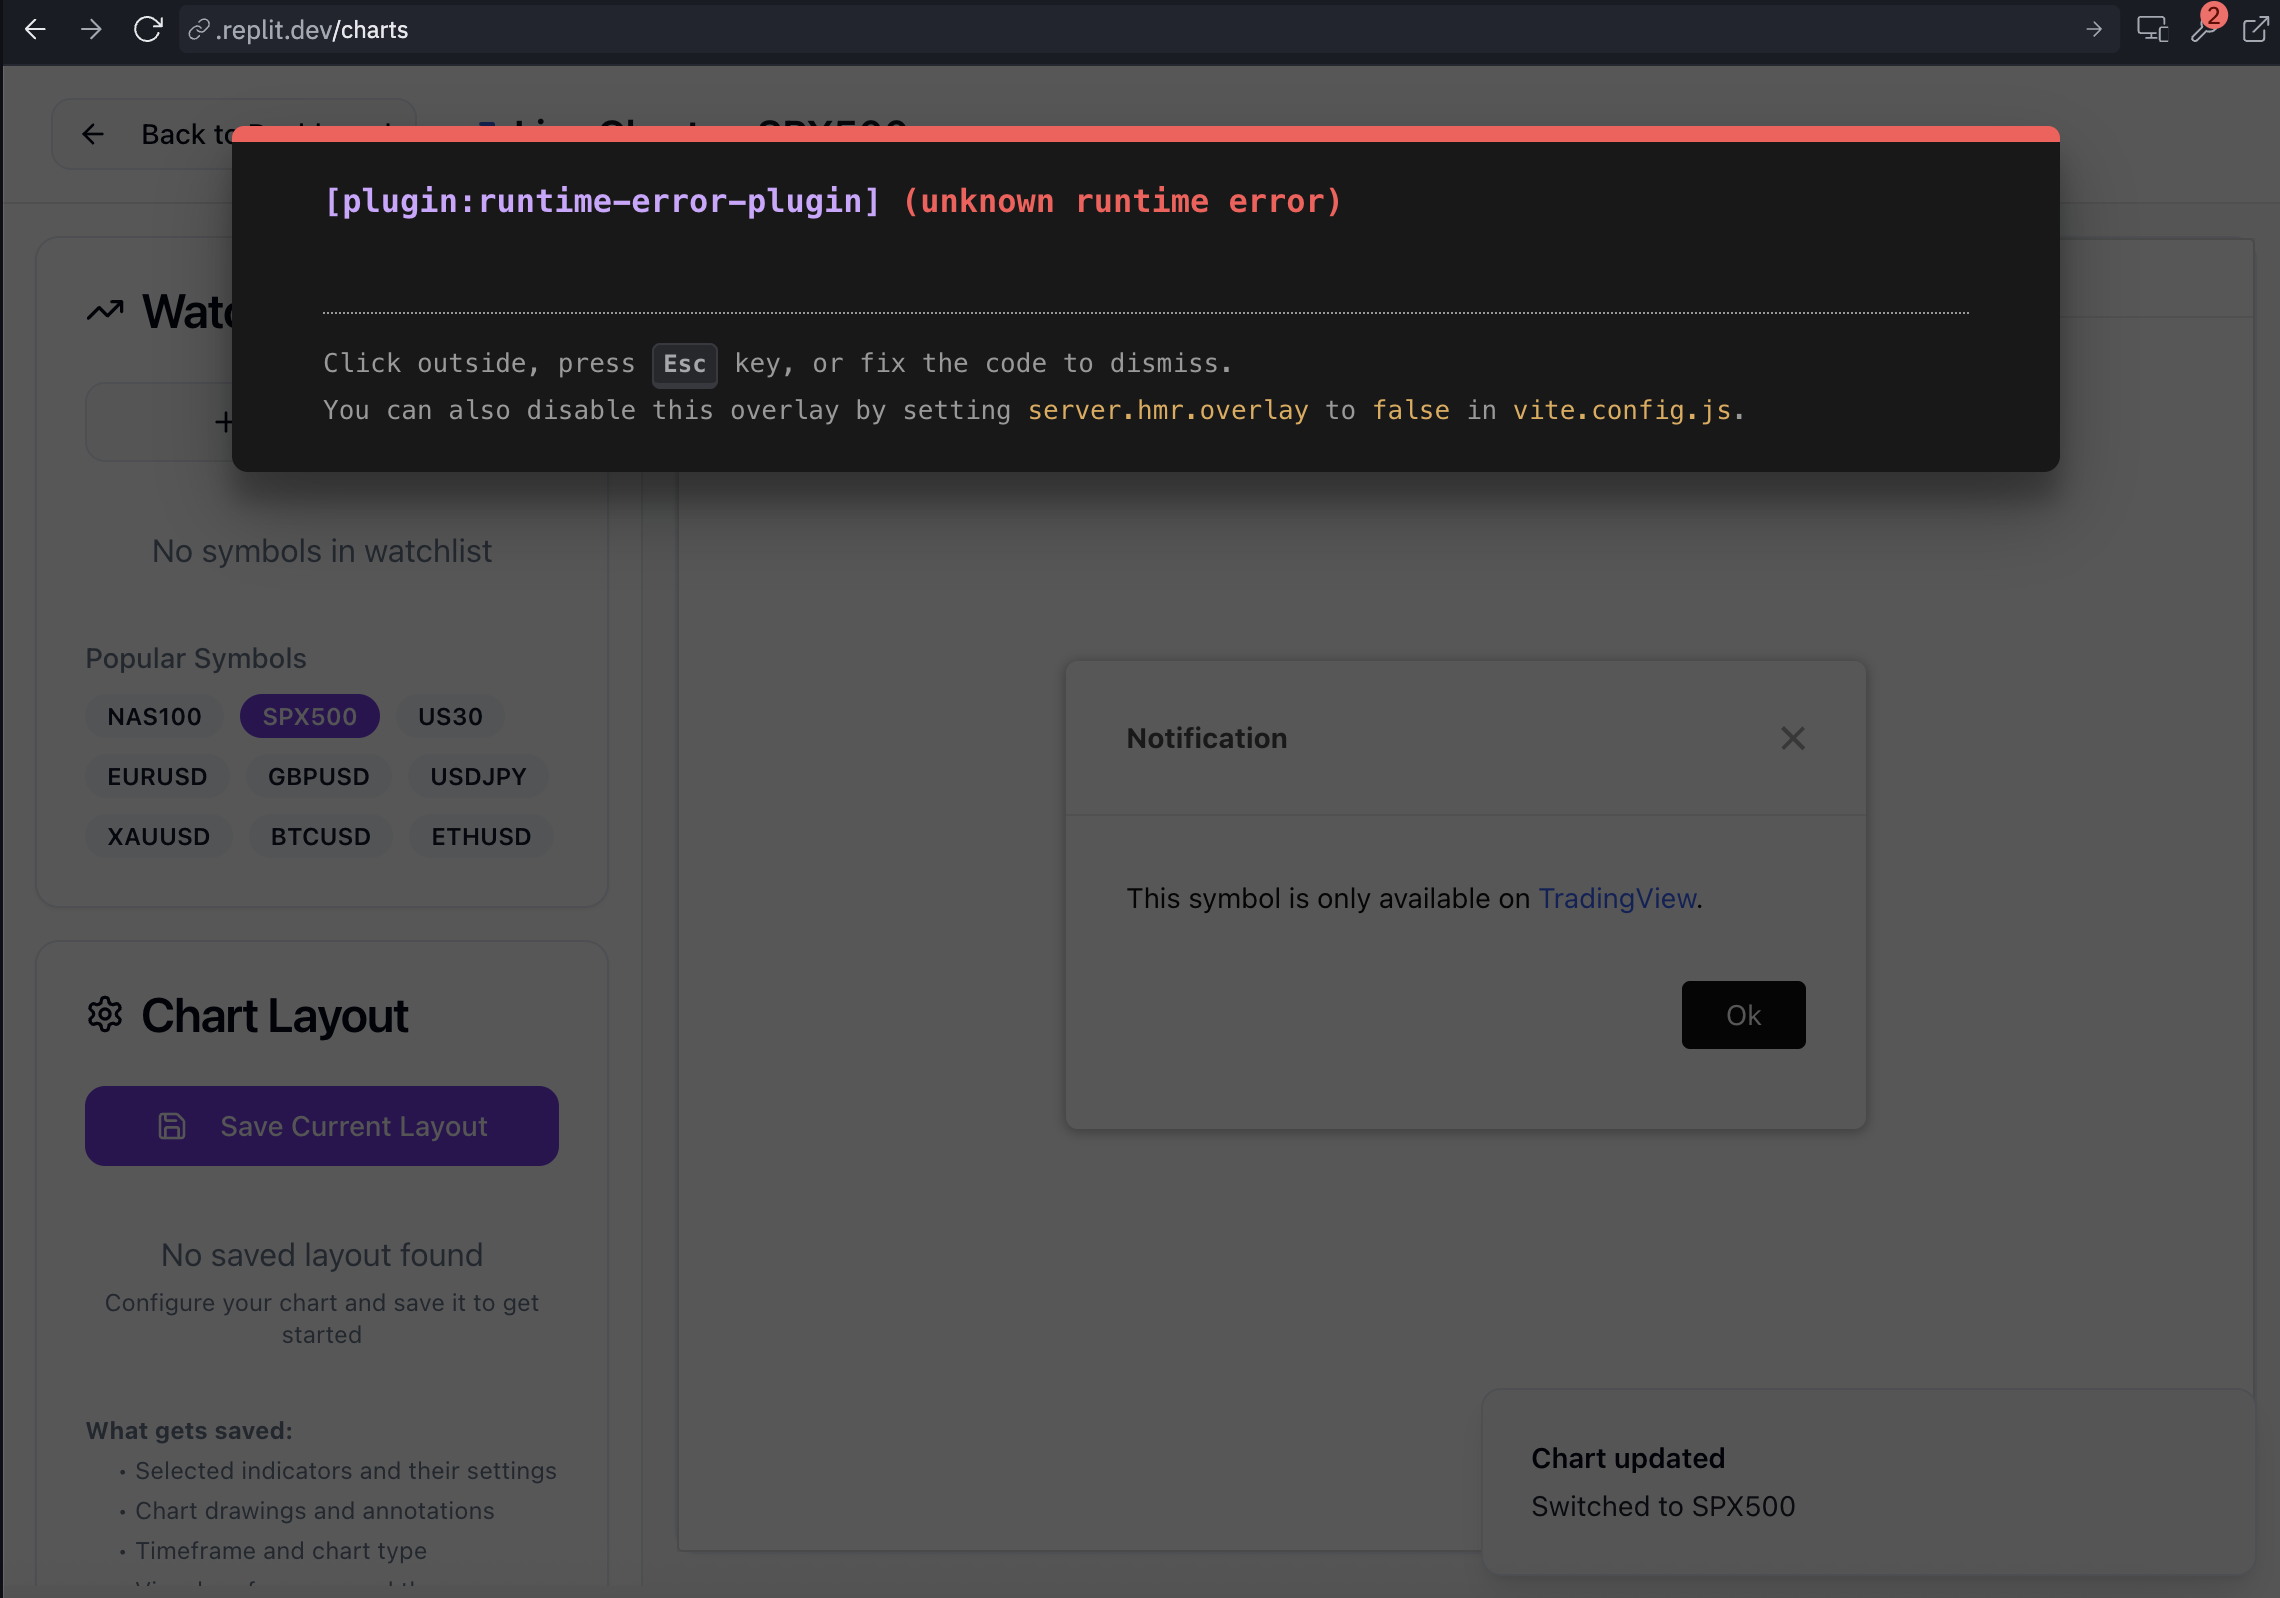 .replit.dev/charts
2
Back to
[plugin:runtime-error-plugin] (unknown runtime error)
Click outside, press Esc key, or fix the code to dismiss.
You can also disable this overlay by setting server.hmr.overlay to false in vite.config.js.
+
No symbols in watchlist
Popular Symbols
NAS100 SPX500 US30
EURUSD GBPUSD USDJPY
XAUUSD BTCUSD ETHUSD
Chart Layout
Save Current Layout
No saved layout found
Configure your chart and save it to get
started
What gets saved:
• Selected indicators and their settings
• Chart drawings and annotations
• Timeframe and chart type
Notification
This symbol is only available on TradingView.
Ok
Chart updated
Switched to SPX500